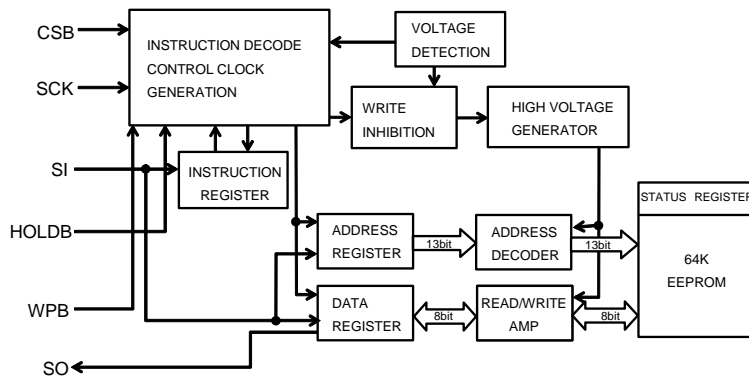 CSB
SCK
SI
HOLDB
WPB
SO
INSTRUCTION DECODE
CONTROL CLOCK
GENERATION
VOLTAGE
DETECTION
WRITE
INHIBITION
HIGH VOLTAGE
GENERATOR
INSTRUCTION
REGISTER
ADDRESS
REGISTER
13bit
ADDRESS
DECODER
13bit
DATA
REGISTER
8bit
READ/WRITE
AMP
8bit
STATUS REGISTER
64K
EEPROM